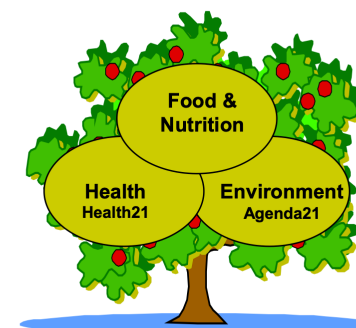 Food &
Nutrition
Health
Health21
Environment
Agenda21